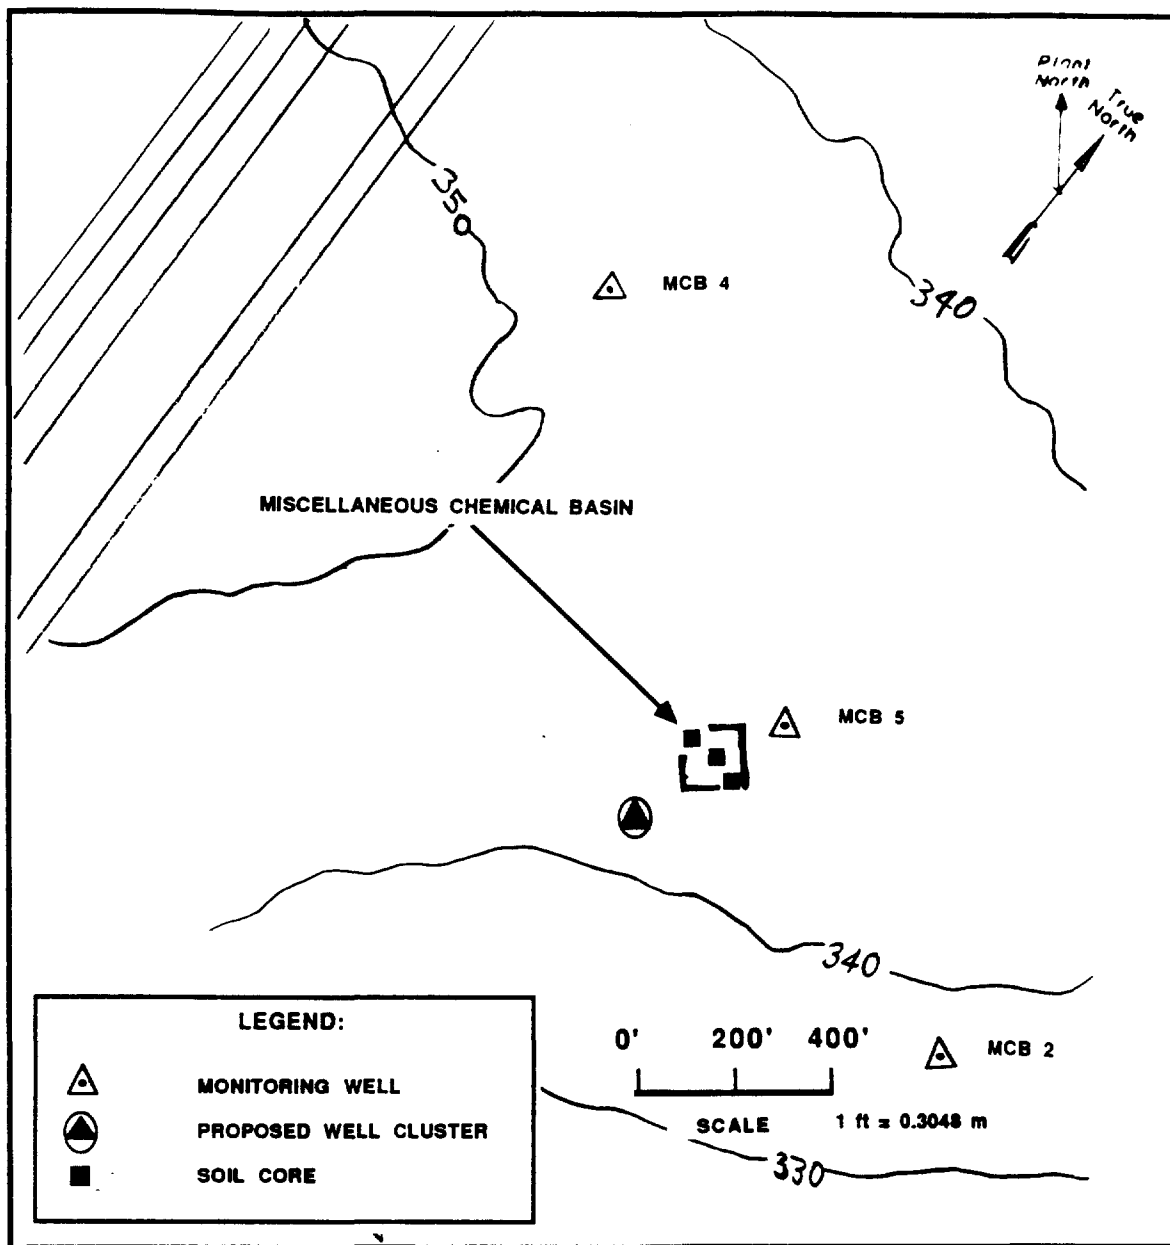 Plant
North
True
North
350
MCB 4
340
MISCELLANEOUS CHEMICAL BASIN
MCB 5
340
LEGEND:
MONITORING WELL
PROPOSED WELL CLUSTER
SOIL CORE
0' 200' 400'
SCALE 1 ft = 0.3048 m
MCB 2
330